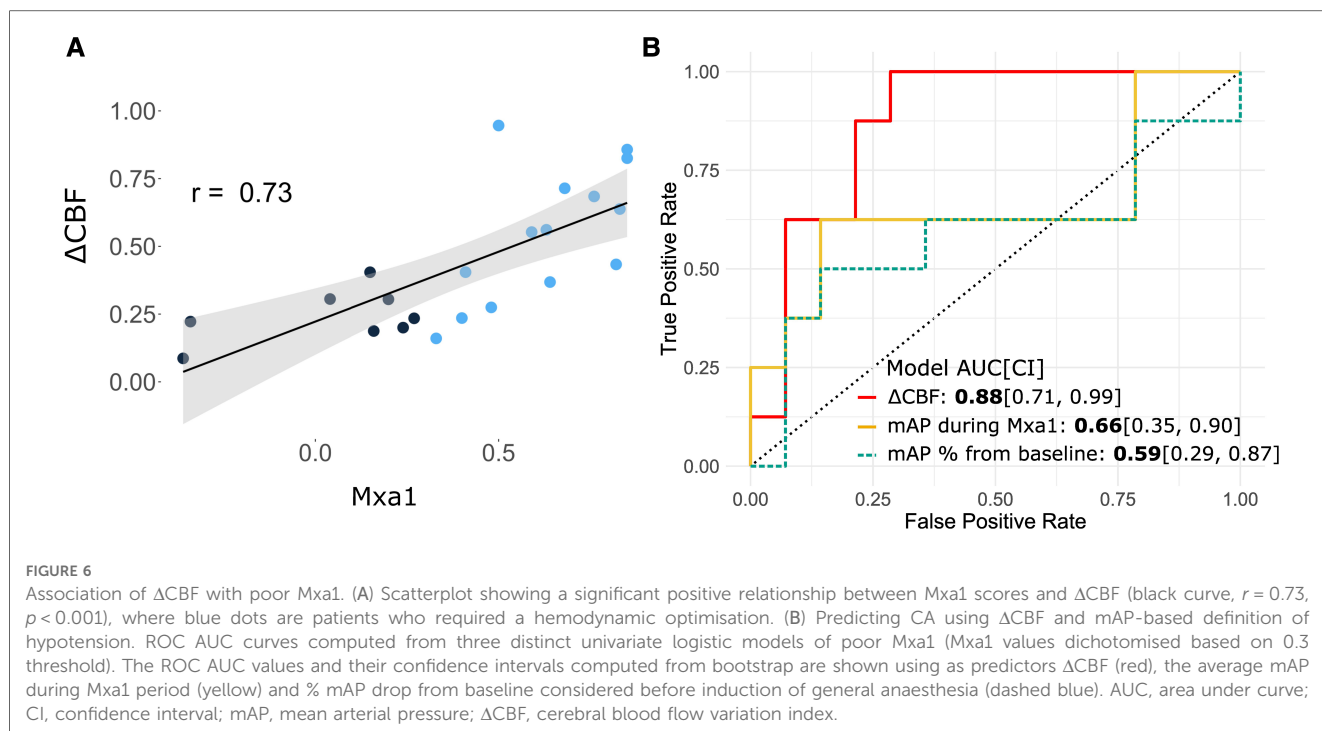 A
1.00
0.75
0.50
0.25
0.00
ΔCBF
r = 0.73
0.0
0.5
Mxa1
B
1.00
0.75
0.50
0.25
0.00
True Positive Rate
Model AUC[CI]
ΔCBF: 0.88[0.71, 0.99]
mAP during Mxa1: 0.66[0.35, 0.90]
mAP % from baseline: 0.59[0.29, 0.87]
0.00
0.25
0.50
0.75
1.00
False Positive Rate
FIGURE 6
Association of ΔCBF with poor Mxa1. (A) Scatterplot showing a significant positive relationship between Mxa1 scores and ΔCBF (black curve, r = 0.73,
p < 0.001), where blue dots are patients who required a hemodynamic optimisation. (B) Predicting CA using ΔCBF and mAP-based definition of
hypotension. ROC AUC curves computed from three distinct univariate logistic models of poor Mxa1 (Mxa1 values dichotomised based on 0.3
threshold). The ROC AUC values and their confidence intervals computed from bootstrap are shown using as predictors ΔCBF (red), the average mAP
during Mxa1 period (yellow) and % mAP drop from baseline considered before induction of general anaesthesia (dashed blue). AUC, area under curve;
CI, confidence interval; mAP, mean arterial pressure; ΔCBF, cerebral blood flow variation index.